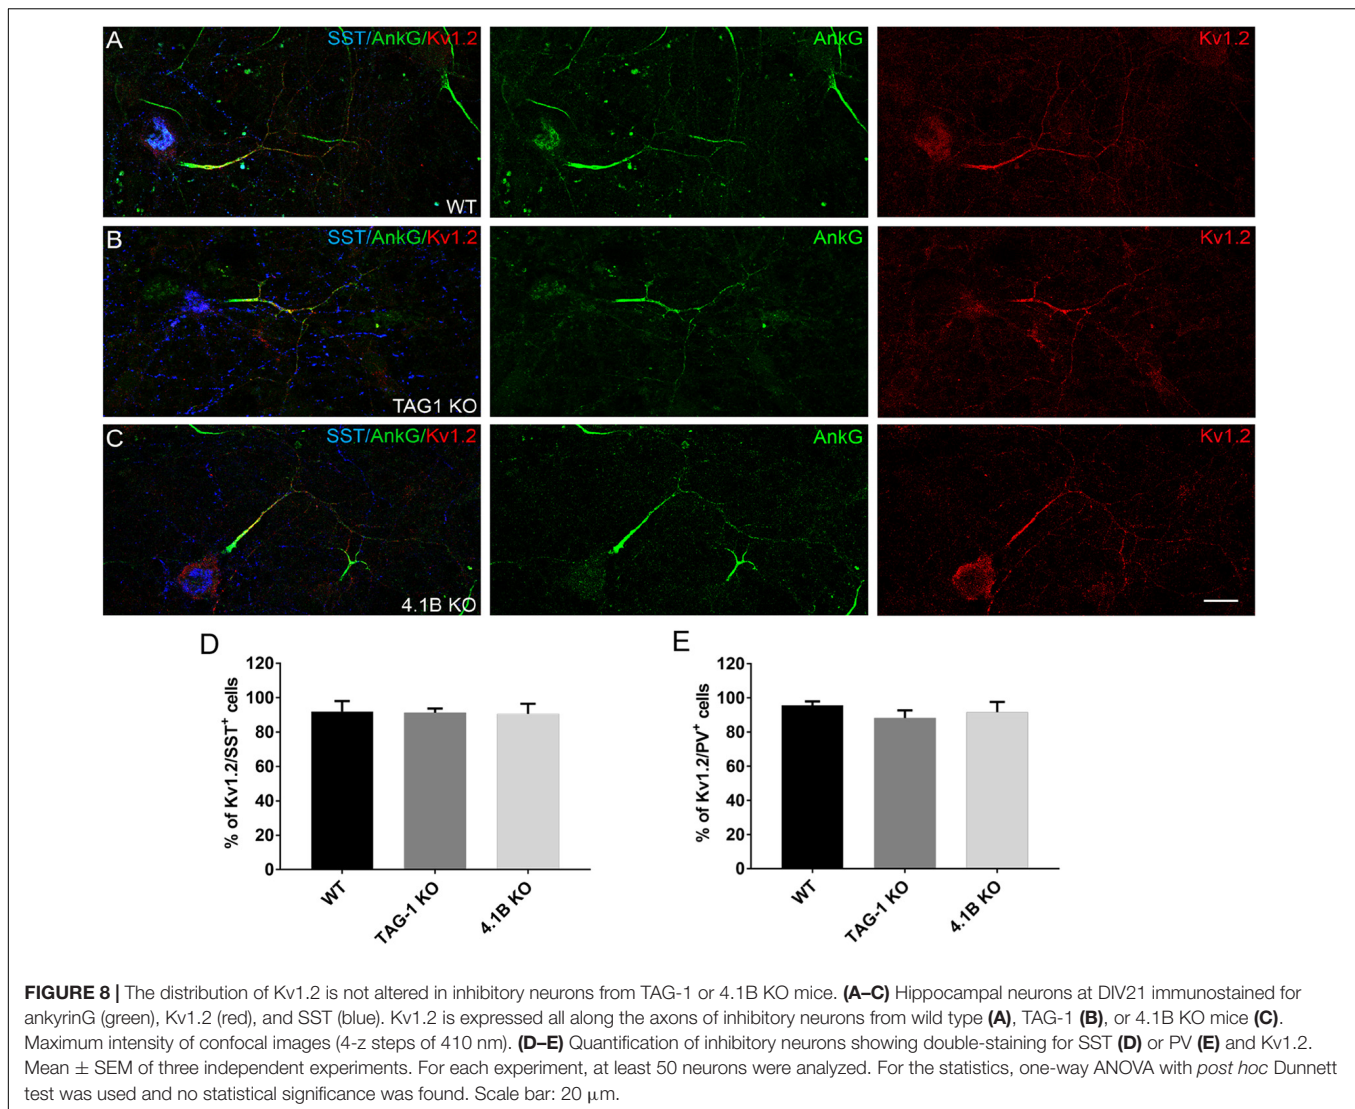 A SST/AnkG/Kv1.2 AnkG Kv1.2
WT
B SST/AnkG/Kv1.2 AnkG Kv1.2
TAG1 KO
C SST/AnkG/Kv1.2 AnkG Kv1.2
4.1B KO
D
% of Kv1.2/SST+ cells
120
100
80
60
40
20
0
WT
TAG-1 KO
4.1B KO
E
% of Kv1.2/PV+ cells
120
100
80
60
40
20
0
WT
TAG-1 KO
4.1B KO
FIGURE 8 | The distribution of Kv1.2 is not altered in inhibitory neurons from TAG-1 or 4.1B KO mice. (A–C) Hippocampal neurons at DIV21 immunostained for
ankyrinG (green), Kv1.2 (red), and SST (blue). Kv1.2 is expressed all along the axons of inhibitory neurons from wild type (A), TAG-1 (B), or 4.1B KO mice (C).
Maximum intensity of confocal images (4-z steps of 410 nm). (D–E) Quantification of inhibitory neurons showing double-staining for SST (D) or PV (E) and Kv1.2.
Mean ± SEM of three independent experiments. For each experiment, at least 50 neurons were analyzed. For the statistics, one-way ANOVA with post hoc Dunnett
test was used and no statistical significance was found. Scale bar: 20 μm.